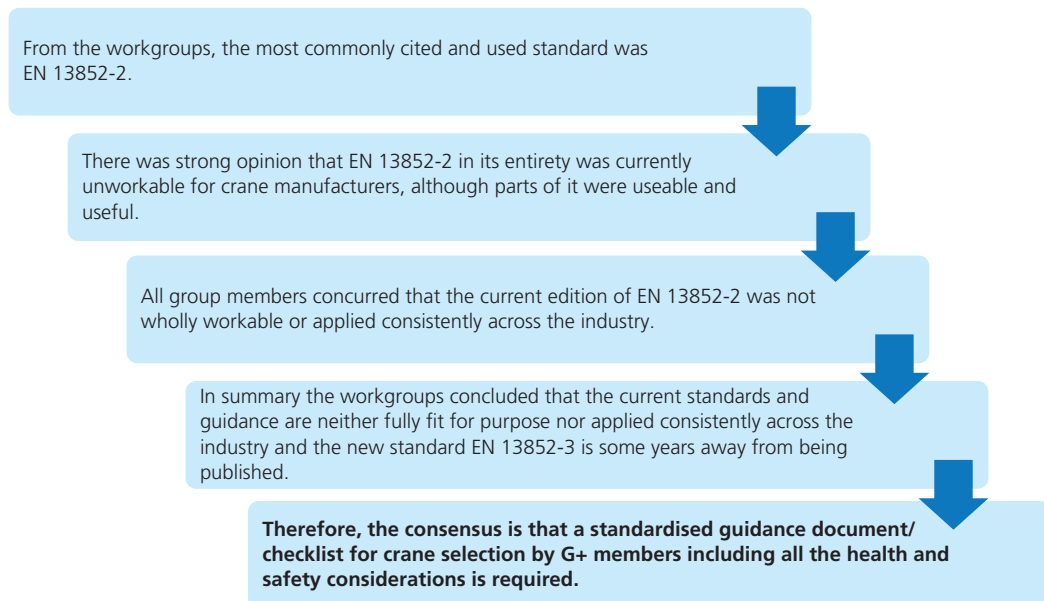 From the workgroups, the most commonly cited and used standard was
EN 13852-2.
There was strong opinion that EN 13852-2 in its entirety was currently
unworkable for crane manufacturers, although parts of it were useable and
useful.
All group members concurred that the current edition of EN 13852-2 was not
wholly workable or applied consistently across the industry.
In summary the workgroups concluded that the current standards and
guidance are neither fully fit for purpose nor applied consistently across the
industry and the new standard EN 13852-3 is some years away from being
published.
Therefore, the consensus is that a standardised guidance document/
checklist for crane selection by G+ members including all the health and
safety considerations is required.